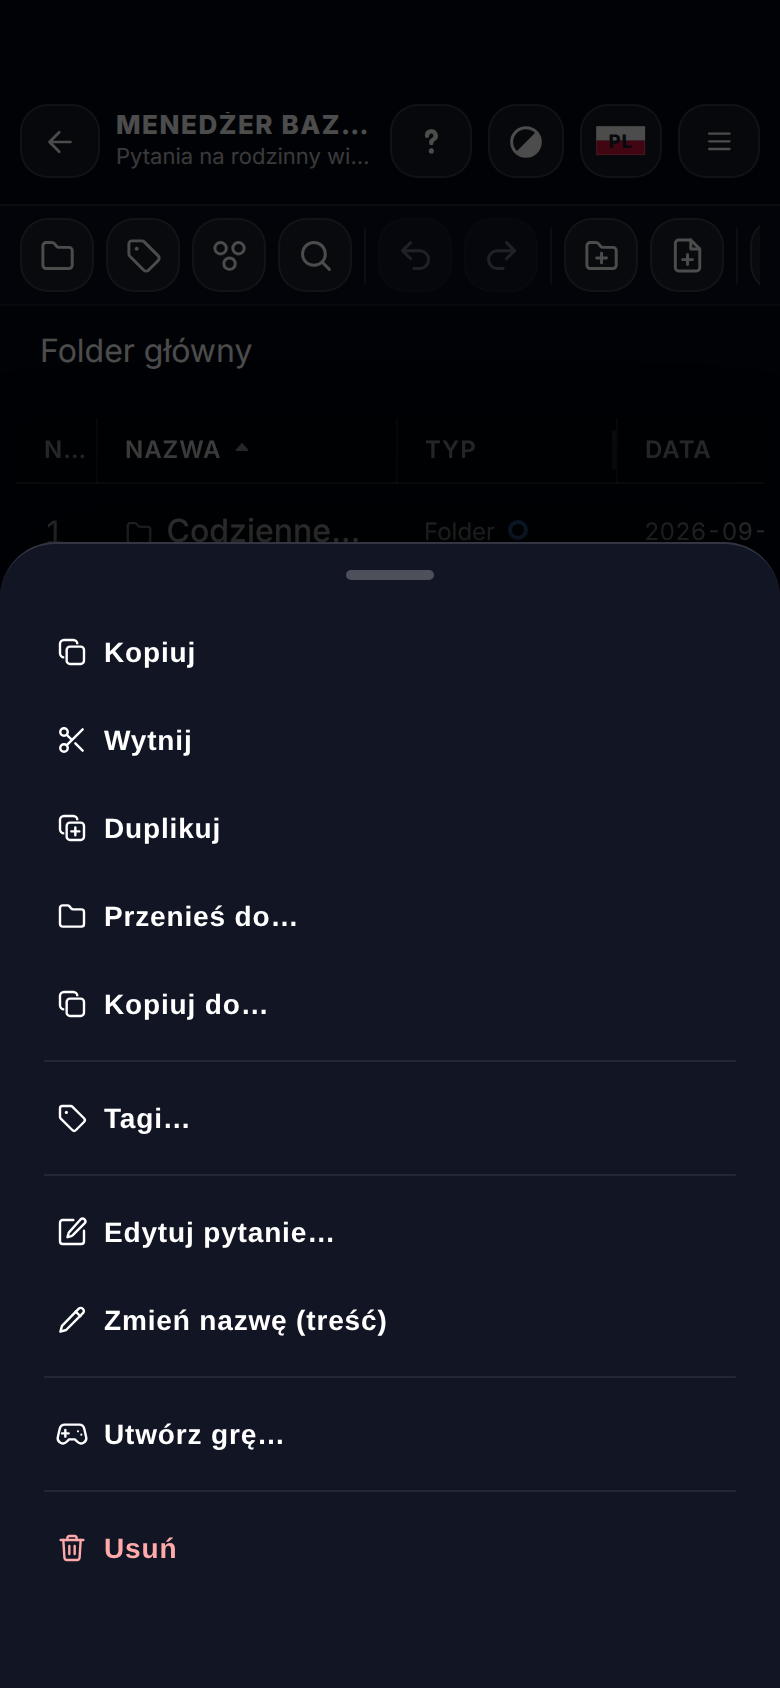 MENEDŻER BAZ...
Pytania na rodzinny wi...
?
PL
Folder główny
N... NAZWA TYP DATA
1 Codzienne... Folder 2026-09-
Kopiuj
Wytnij
Duplikuj
Przenieś do...
Kopiuj do...
Tagi...
Edytuj pytanie...
Zmień nazwę (treść)
Utwórz grę...
Usuń